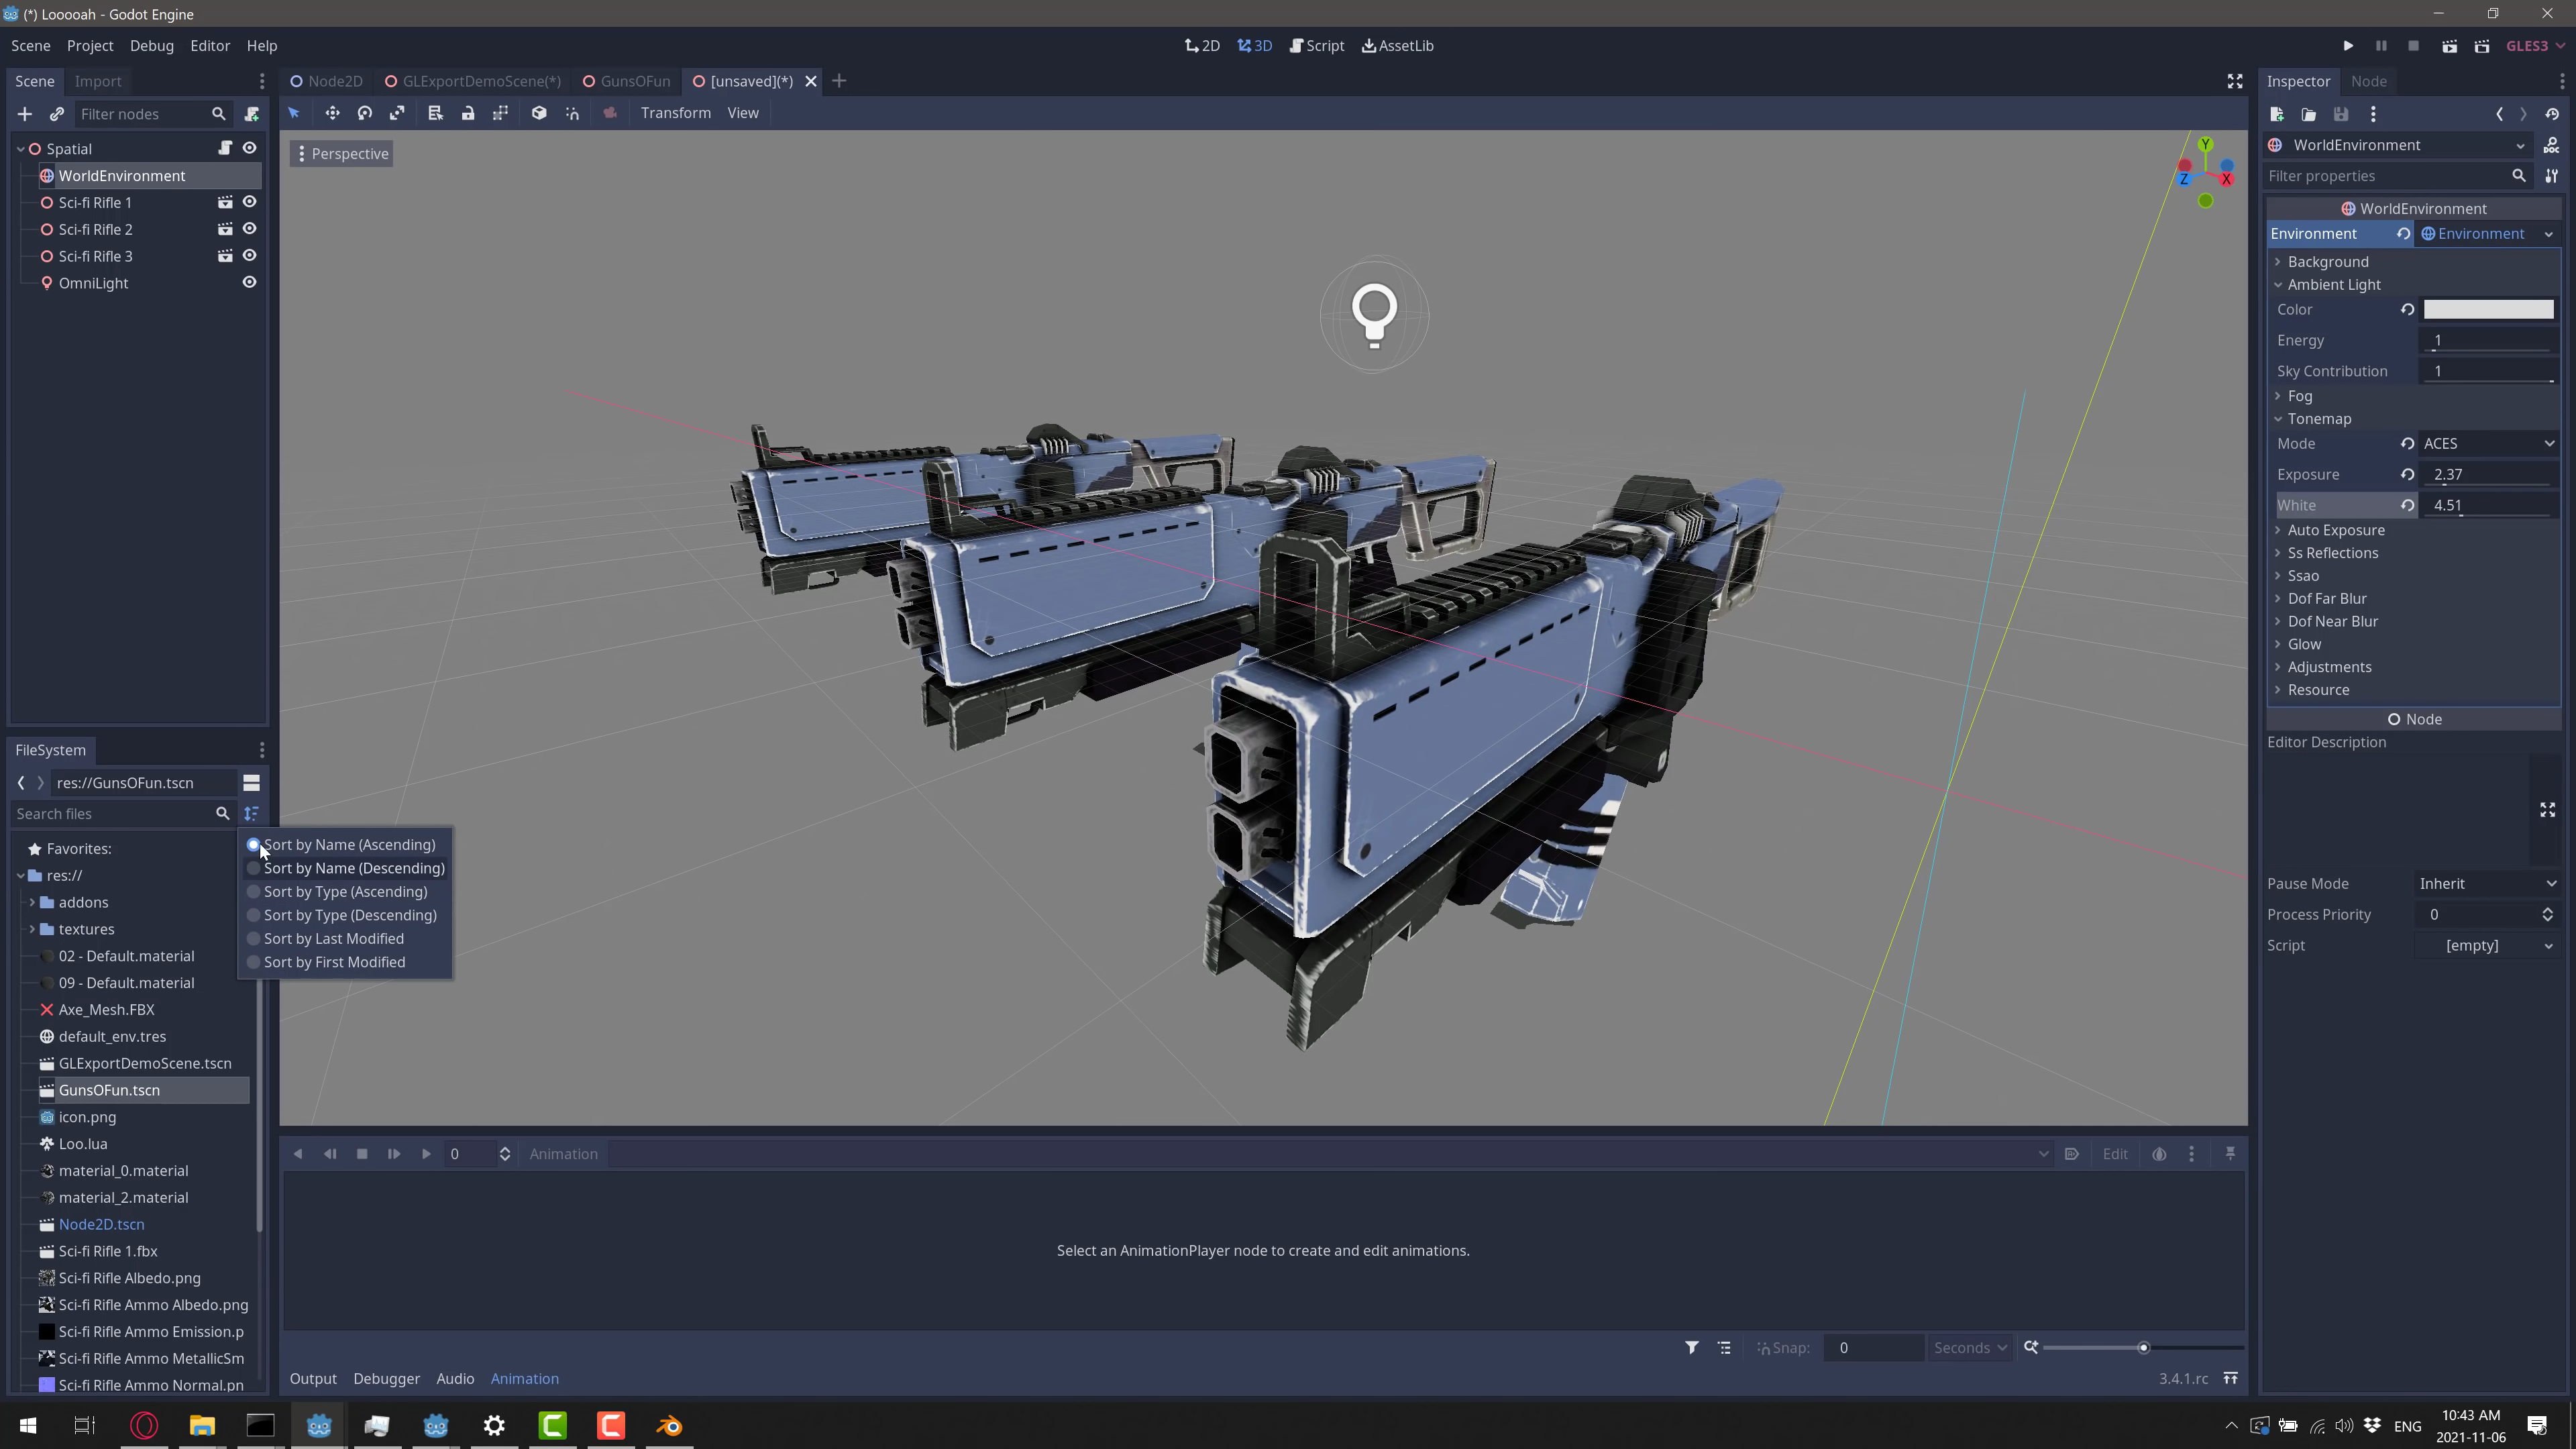 (*) Looooah - Godot Engine
Scene Project Debug Editor Help
2D 3D Script AssetLib
GLES3
Scene Import
Node2D GLExportDemoScene(*) GunsOFun [unsaved](*)
Inspector Node
Filter nodes
Transform View
Spatial
WorldEnvironment
Sci-fi Rifle 1
Sci-fi Rifle 2
Sci-fi Rifle 3
OmniLight
Perspective
Y
Z
X
WorldEnvironment
Filter properties
WorldEnvironment
Environment Environment
Background
Ambient Light
Color
Energy 1
Sky Contribution 1
Fog
Tonemap
Mode ACES
Exposure 2.37
White 4.51
Auto Exposure
Ss Reflections
Ssao
Dof Far Blur
Dof Near Blur
Glow
Adjustments
Resource
Node
Editor Description
Pause Mode Inherit
Process Priority 0
Script [empty]
FileSystem
res://GunsOFun.tscn
Search files
Favorites:
res://
addons
textures
02 - Default.material
09 - Default.material
Axe_Mesh.FBX
default_env.tres
GLExportDemoScene.tscn
GunsOFun.tscn
icon.png
Loo.lua
material_0.material
material_2.material
Node2D.tscn
Sci-fi Rifle 1.fbx
Sci-fi Rifle Albedo.png
Sci-fi Rifle Ammo Albedo.png
Sci-fi Rifle Ammo Emission.p
Sci-fi Rifle Ammo MetallicSm
Sci-fi Rifle Ammo Normal.pn
Sort by Name (Ascending)
Sort by Name (Descending)
Sort by Type (Ascending)
Sort by Type (Descending)
Sort by Last Modified
Sort by First Modified
0 Animation Edit
Select an AnimationPlayer node to create and edit animations.
Snap: 0 Seconds
Output Debugger Audio Animation
3.4.1.rc
ENG
10:43 AM
2021-11-06